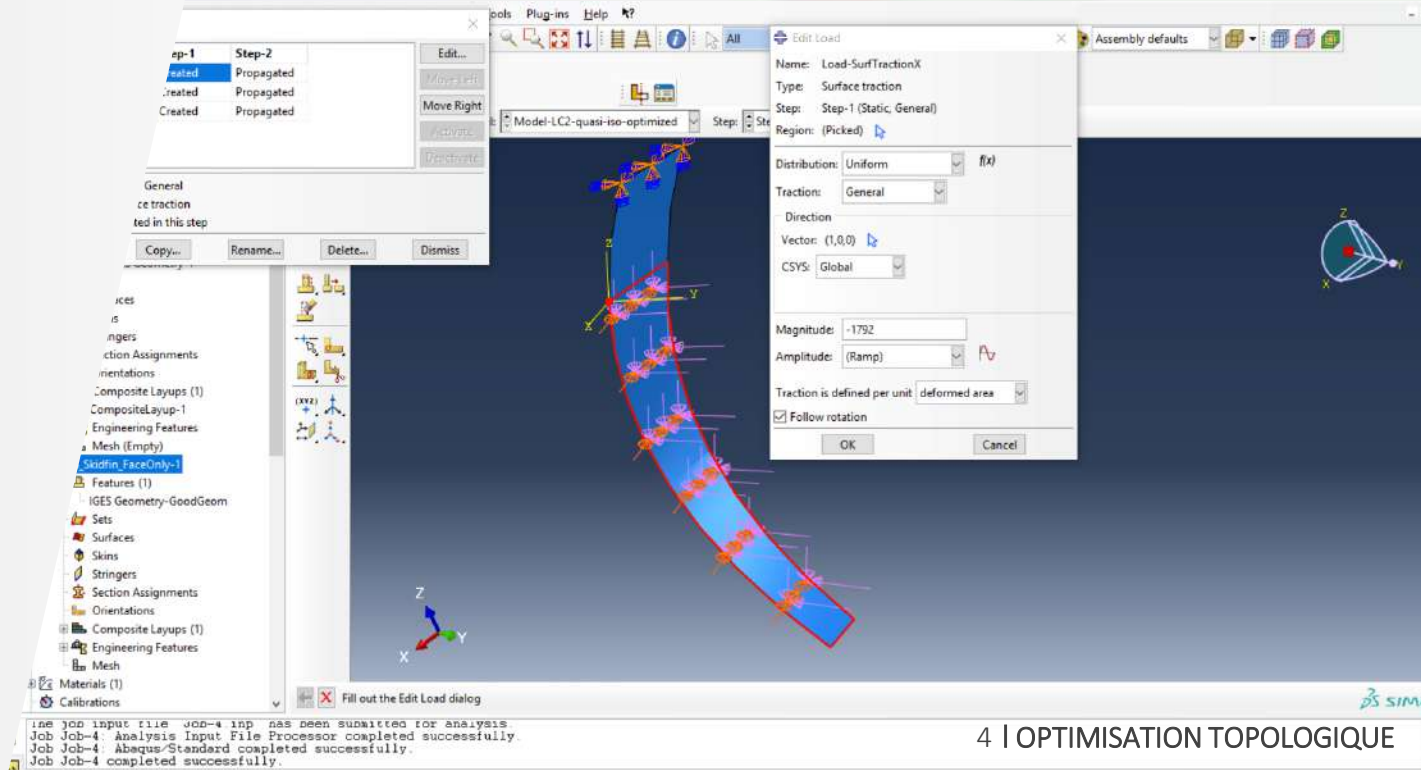 ools Plug-ins Help
All
Assembly defaults
ep-1 Step-2
reated Propagated
created Propagated
Created Propagated
Edit...
Move Left
Move Right
Activate
Deactivate
General
ce traction
ted in this step
Copy... Rename... Delete... Dismiss
Model-LC2-quasi-iso-optimized Step: Ste
Edit Load
Name: Load-SurfTractionX
Type: Surface traction
Step: Step-1 (Static, General)
Region: (Picked)
Distribution: Uniform f(x)
Traction: General
Direction
Vector: (1,0,0)
CSYS: Global
Magnitude: -1792
Amplitude: (Ramp)
Traction is defined per unit deformed area
Follow rotation
OK Cancel
aces
ngers
ction Assignments
rientations
Composite Layups (1)
CompositeLayup-1
Engineering Features
Mesh (Empty)
_Skidfin_FaceOnly-1
Features (1)
IGES Geometry-GoodGeom
Sets
Surfaces
Skins
Stringers
Section Assignments
Orientations
Composite Layups (1)
Engineering Features
Mesh
Materials (1)
Calibrations
(XYZ)
Z
Y
X
Z
Y
X
Z
Y
X
Fill out the Edit Load dialog
3S SIM
The job input file "Job-4.inp" has been submitted for analysis.
Job Job-4: Analysis Input File Processor completed successfully.
Job Job-4: Abaqus/Standard completed successfully.
Job Job-4 completed successfully.
4 | OPTIMISATION TOPOLOGIQUE